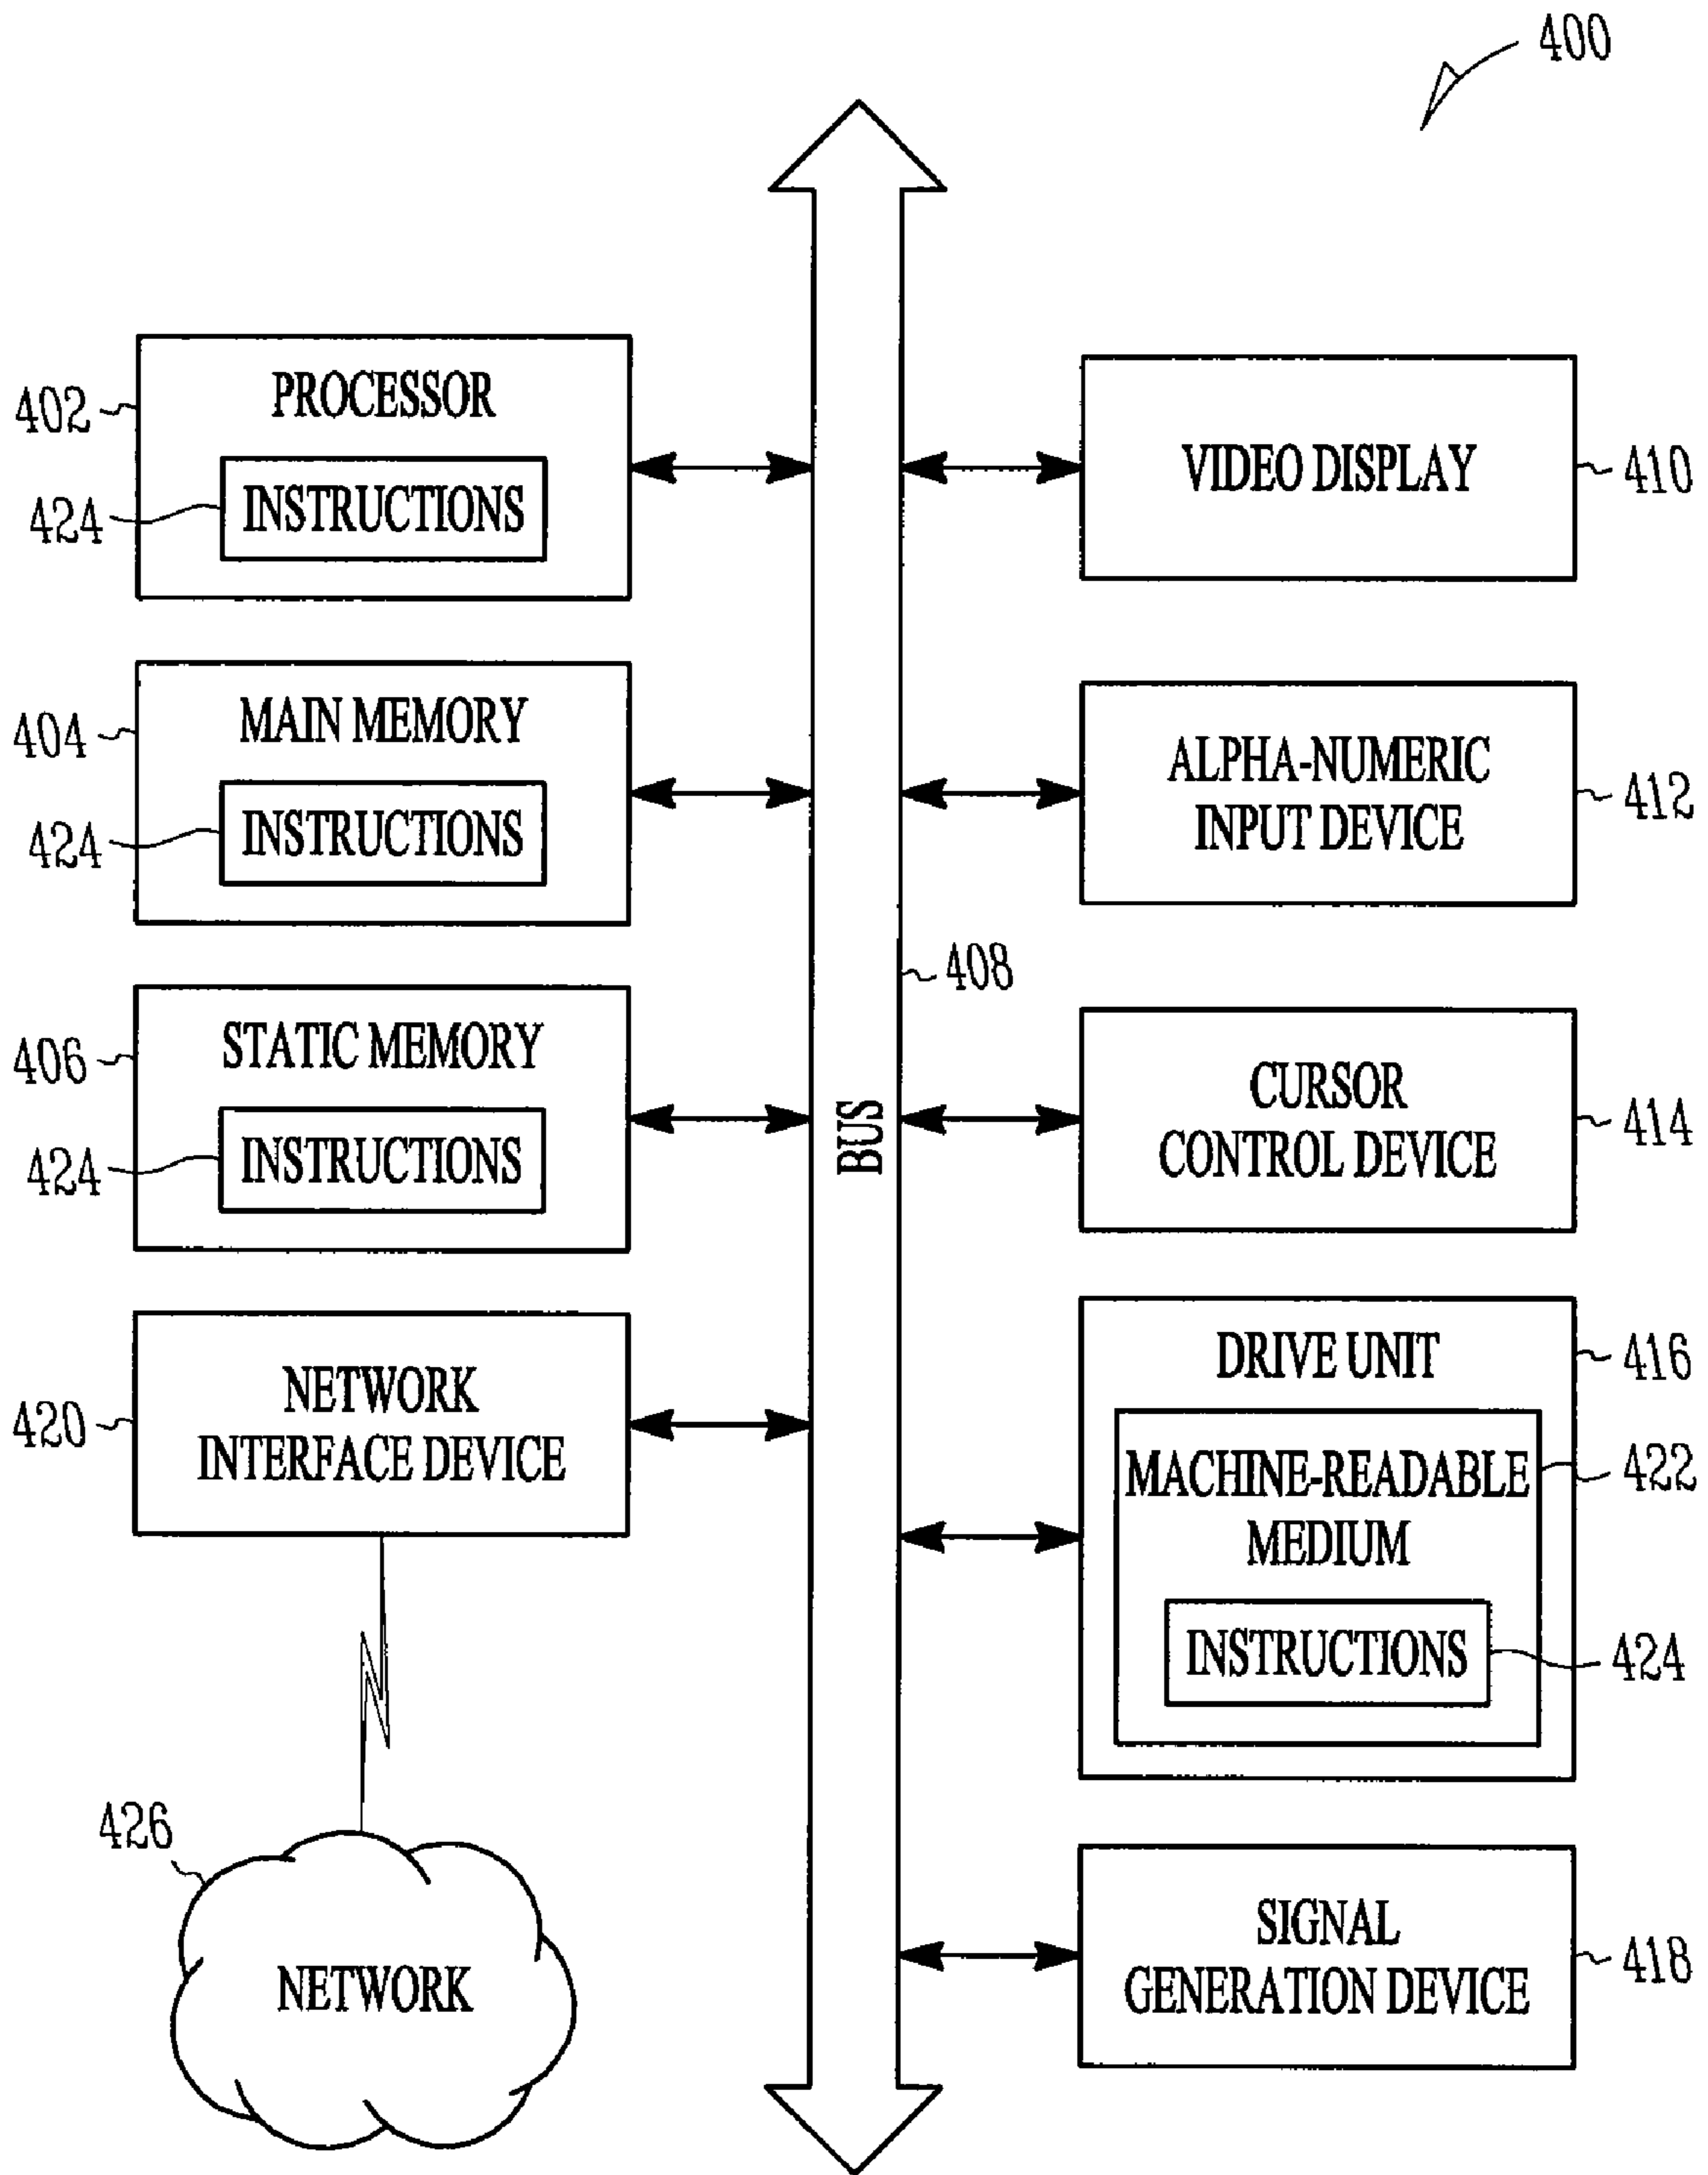 400
PROCESSOR
402
INSTRUCTIONS
424
MAIN MEMORY
404
INSTRUCTIONS
424
STATIC MEMORY
406
INSTRUCTIONS
424
NETWORK
INTERFACE DEVICE
420
426
NETWORK
BUS
408
VIDEO DISPLAY
410
ALPHA-NUMERIC
INPUT DEVICE
412
CURSOR
CONTROL DEVICE
414
DRIVE UNIT
416
MACHINE-READABLE
MEDIUM
422
INSTRUCTIONS
424
SIGNAL
GENERATION DEVICE
418